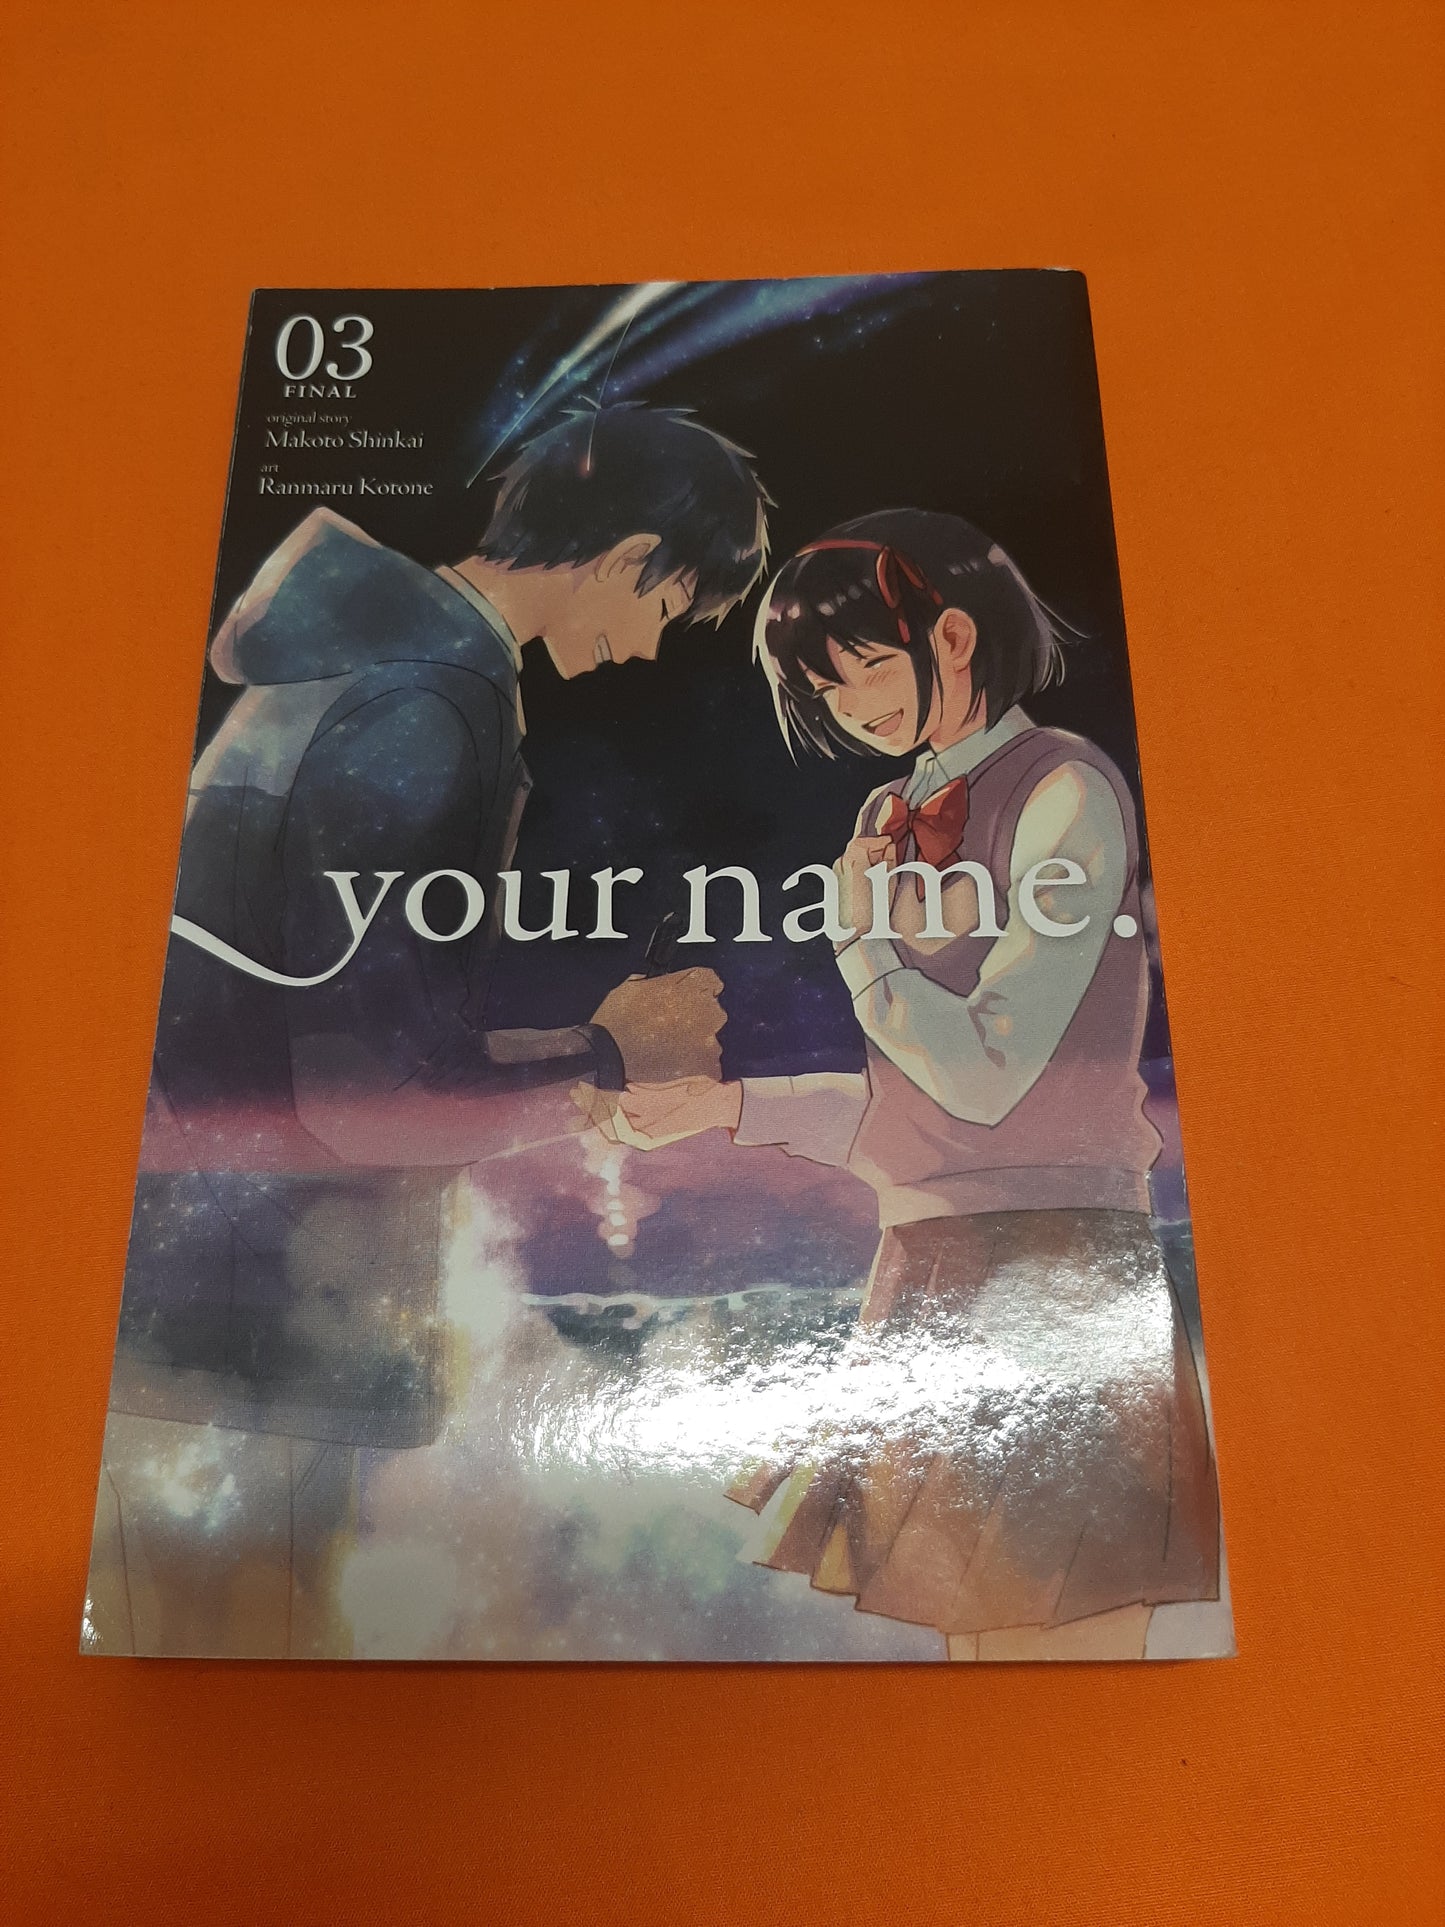 03
FINAL
original story
Makoto Shinkai
art
Ranmaru Kotone
your name.